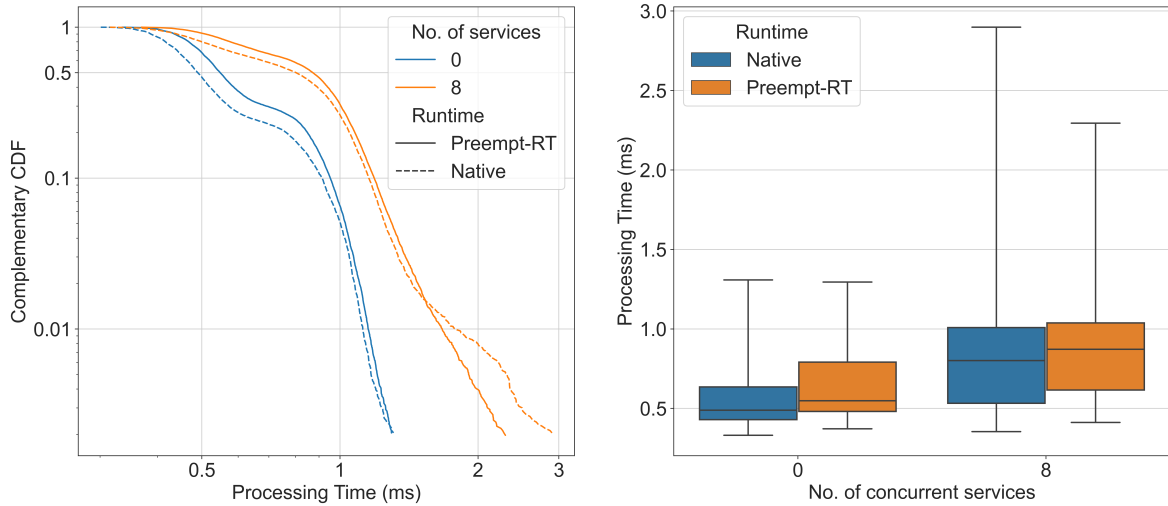 No. of services
0
8
Runtime
Preempt-RT
Native
1
0.5
0.1
0.01
Complementary CDF
0.5
1
2
3
Processing Time (ms)
Runtime
Native
Preempt-RT
3.0
2.5
2.0
1.5
1.0
0.5
Processing Time (ms)
0
8
No. of concurrent services